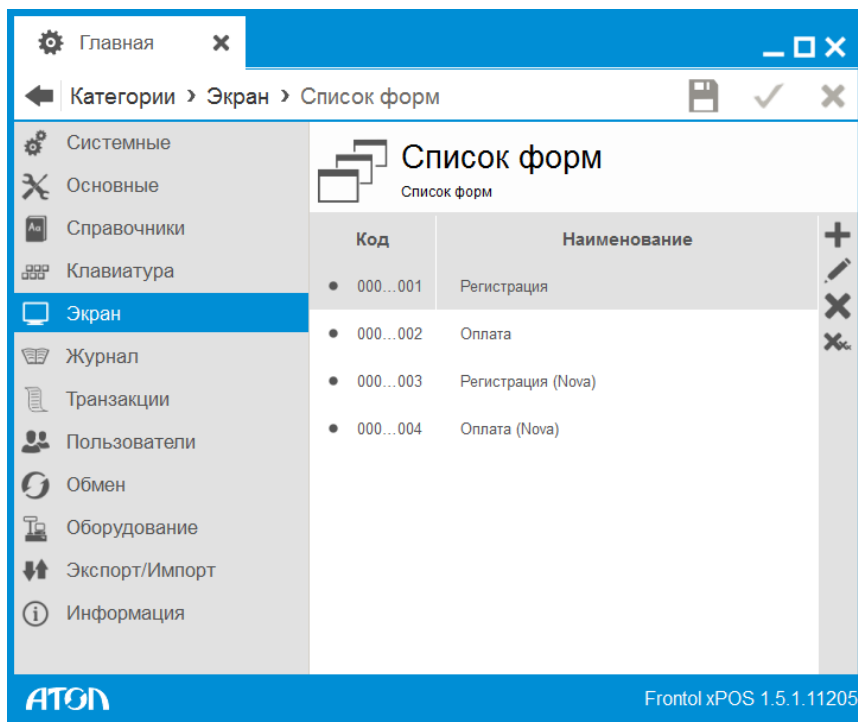 Главная
Категории › Экран › Список форм
Системные
Основные
Справочники
Клавиатура
Экран
Журнал
Транзакции
Пользователи
Обмен
Оборудование
Экспорт/Импорт
Информация
Список форм
Список форм
Код Наименование
000...001 Регистрация
000...002 Оплата
000...003 Регистрация (Nova)
000...004 Оплата (Nova)
АТОЛ
Frontol xPOS 1.5.1.11205